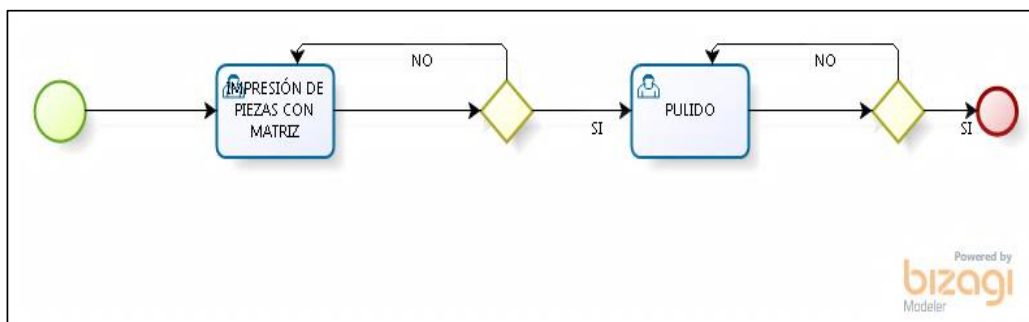 NO
IMPRESIÓN DE
PIEZAS CON
MATRIZ
SI
NO
PULIDO
SI
Powered by
bizagi
Modeler